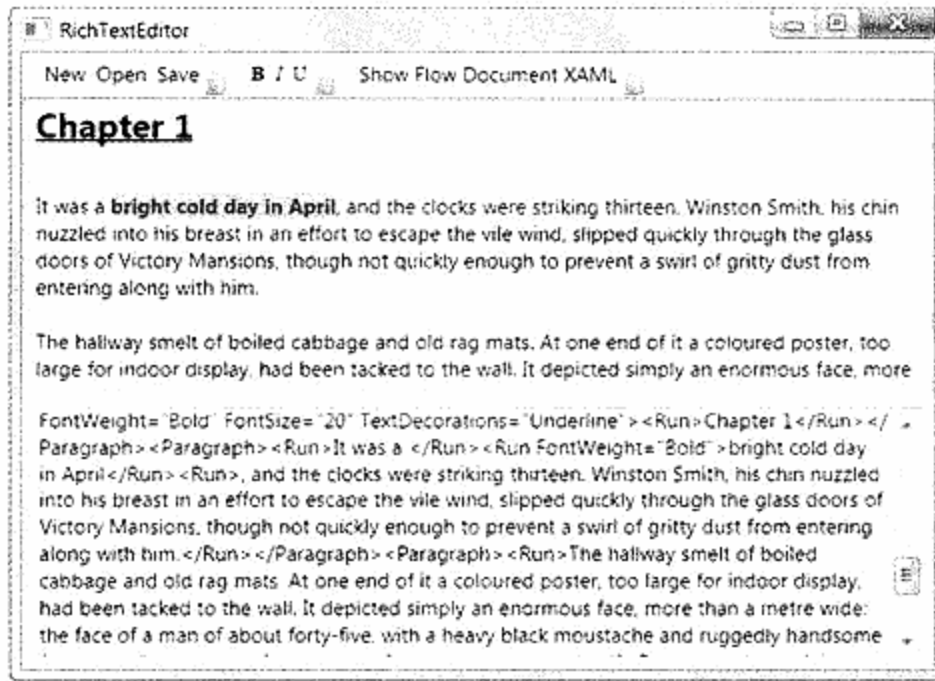 RichTextEditor
New Open Save B I U Show Flow Document XAML
Chapter 1
It was a bright cold day in April, and the clocks were striking thirteen. Winston Smith, his chin
nuzzled into his breast in an effort to escape the vile wind, slipped quickly through the glass
doors of Victory Mansions, though not quickly enough to prevent a swirl of gritty dust from
entering along with him.
The hallway smelt of boiled cabbage and old rag mats. At one end of it a coloured poster, too
large for indoor display, had been tacked to the wall. It depicted simply an enormous face, more
FontWeight="Bold" FontSize="20" TextDecorations="Underline"><Run>Chapter 1</Run></
Paragraph><Paragraph><Run>It was a </Run><Run FontWeight="Bold">bright cold day
in April</Run><Run>, and the clocks were striking thirteen. Winston Smith, his chin nuzzled
into his breast in an effort to escape the vile wind, slipped quickly through the glass doors of
Victory Mansions, though not quickly enough to prevent a swirl of gritty dust from entering
along with him.</Run></Paragraph><Paragraph><Run>The hallway smelt of boiled
cabbage and old rag mats. At one end of it a coloured poster, too large for indoor display,
had been tacked to the wall. It depicted simply an enormous face, more than a metre wide:
the face of a man of about forty-five, with a heavy black moustache and ruggedly handsome